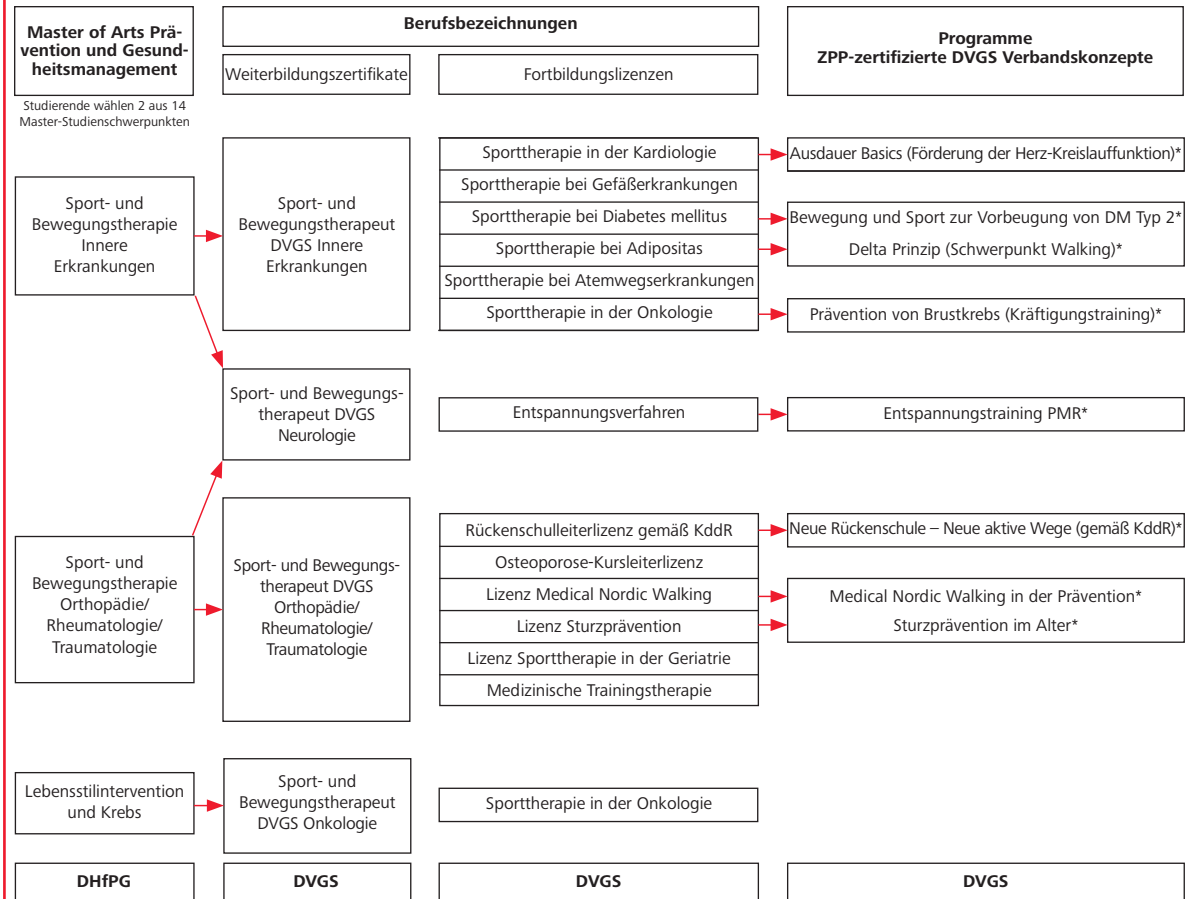 Master of Arts Prä-
vention und Gesund-
heitsmanagement
Studierende wählen 2 aus 14
Master-Studienschwerpunkten
Berufsbezeichnungen
Weiterbildungszertifikate
Fortbildungslizenzen
Programme
ZPP-zertifizierte DVGS Verbandskonzepte
Sport- und
Bewegungstherapie
Innere
Erkrankungen
Sport- und
Bewegungstherapeut
DVGS Innere
Erkrankungen
Sporttherapie in der Kardiologie
Sporttherapie bei Gefäßerkrankungen
Sporttherapie bei Diabetes mellitus
Sporttherapie bei Adipositas
Sporttherapie bei Atemwegserkrankungen
Sporttherapie in der Onkologie
Ausdauer Basics (Förderung der Herz-Kreislauffunktion)*
Bewegung und Sport zur Vorbeugung von DM Typ 2*
Delta Prinzip (Schwerpunkt Walking)*
Prävention von Brustkrebs (Kräftigungstraining)*
Sport- und Bewegungs-
therapeut DVGS
Neurologie
Entspannungsverfahren
Entspannungstraining PMR*
Sport- und
Bewegungstherapie
Orthopädie/
Rheumatologie/
Traumatologie
Sport- und Bewegungs-
therapeut DVGS
Orthopädie/
Rheumatologie/
Traumatologie
Rückenschulleiterlizenz gemäß KddR
Osteoporose-Kursleiterlizenz
Lizenz Medical Nordic Walking
Lizenz Sturzprävention
Lizenz Sporttherapie in der Geriatrie
Medizinische Trainingstherapie
Neue Rückenschule – Neue aktive Wege (gemäß KddR)*
Medical Nordic Walking in der Prävention*
Sturzprävention im Alter*
Lebensstilintervention
und Krebs
Sport- und
Bewegungstherapeut
DVGS Onkologie
Sporttherapie in der Onkologie
DHfPG
DVGS
DVGS
DVGS